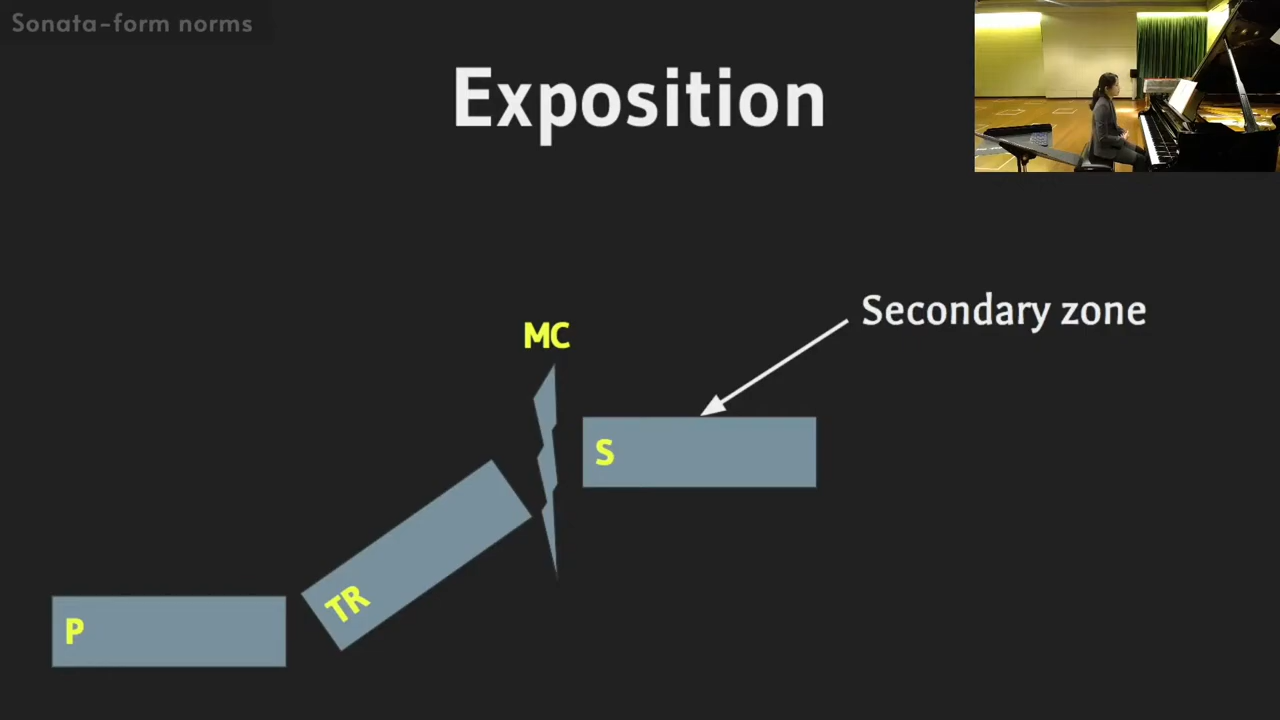 Sonata-form norms
Exposition
Secondary zone
MC
S
TR
P